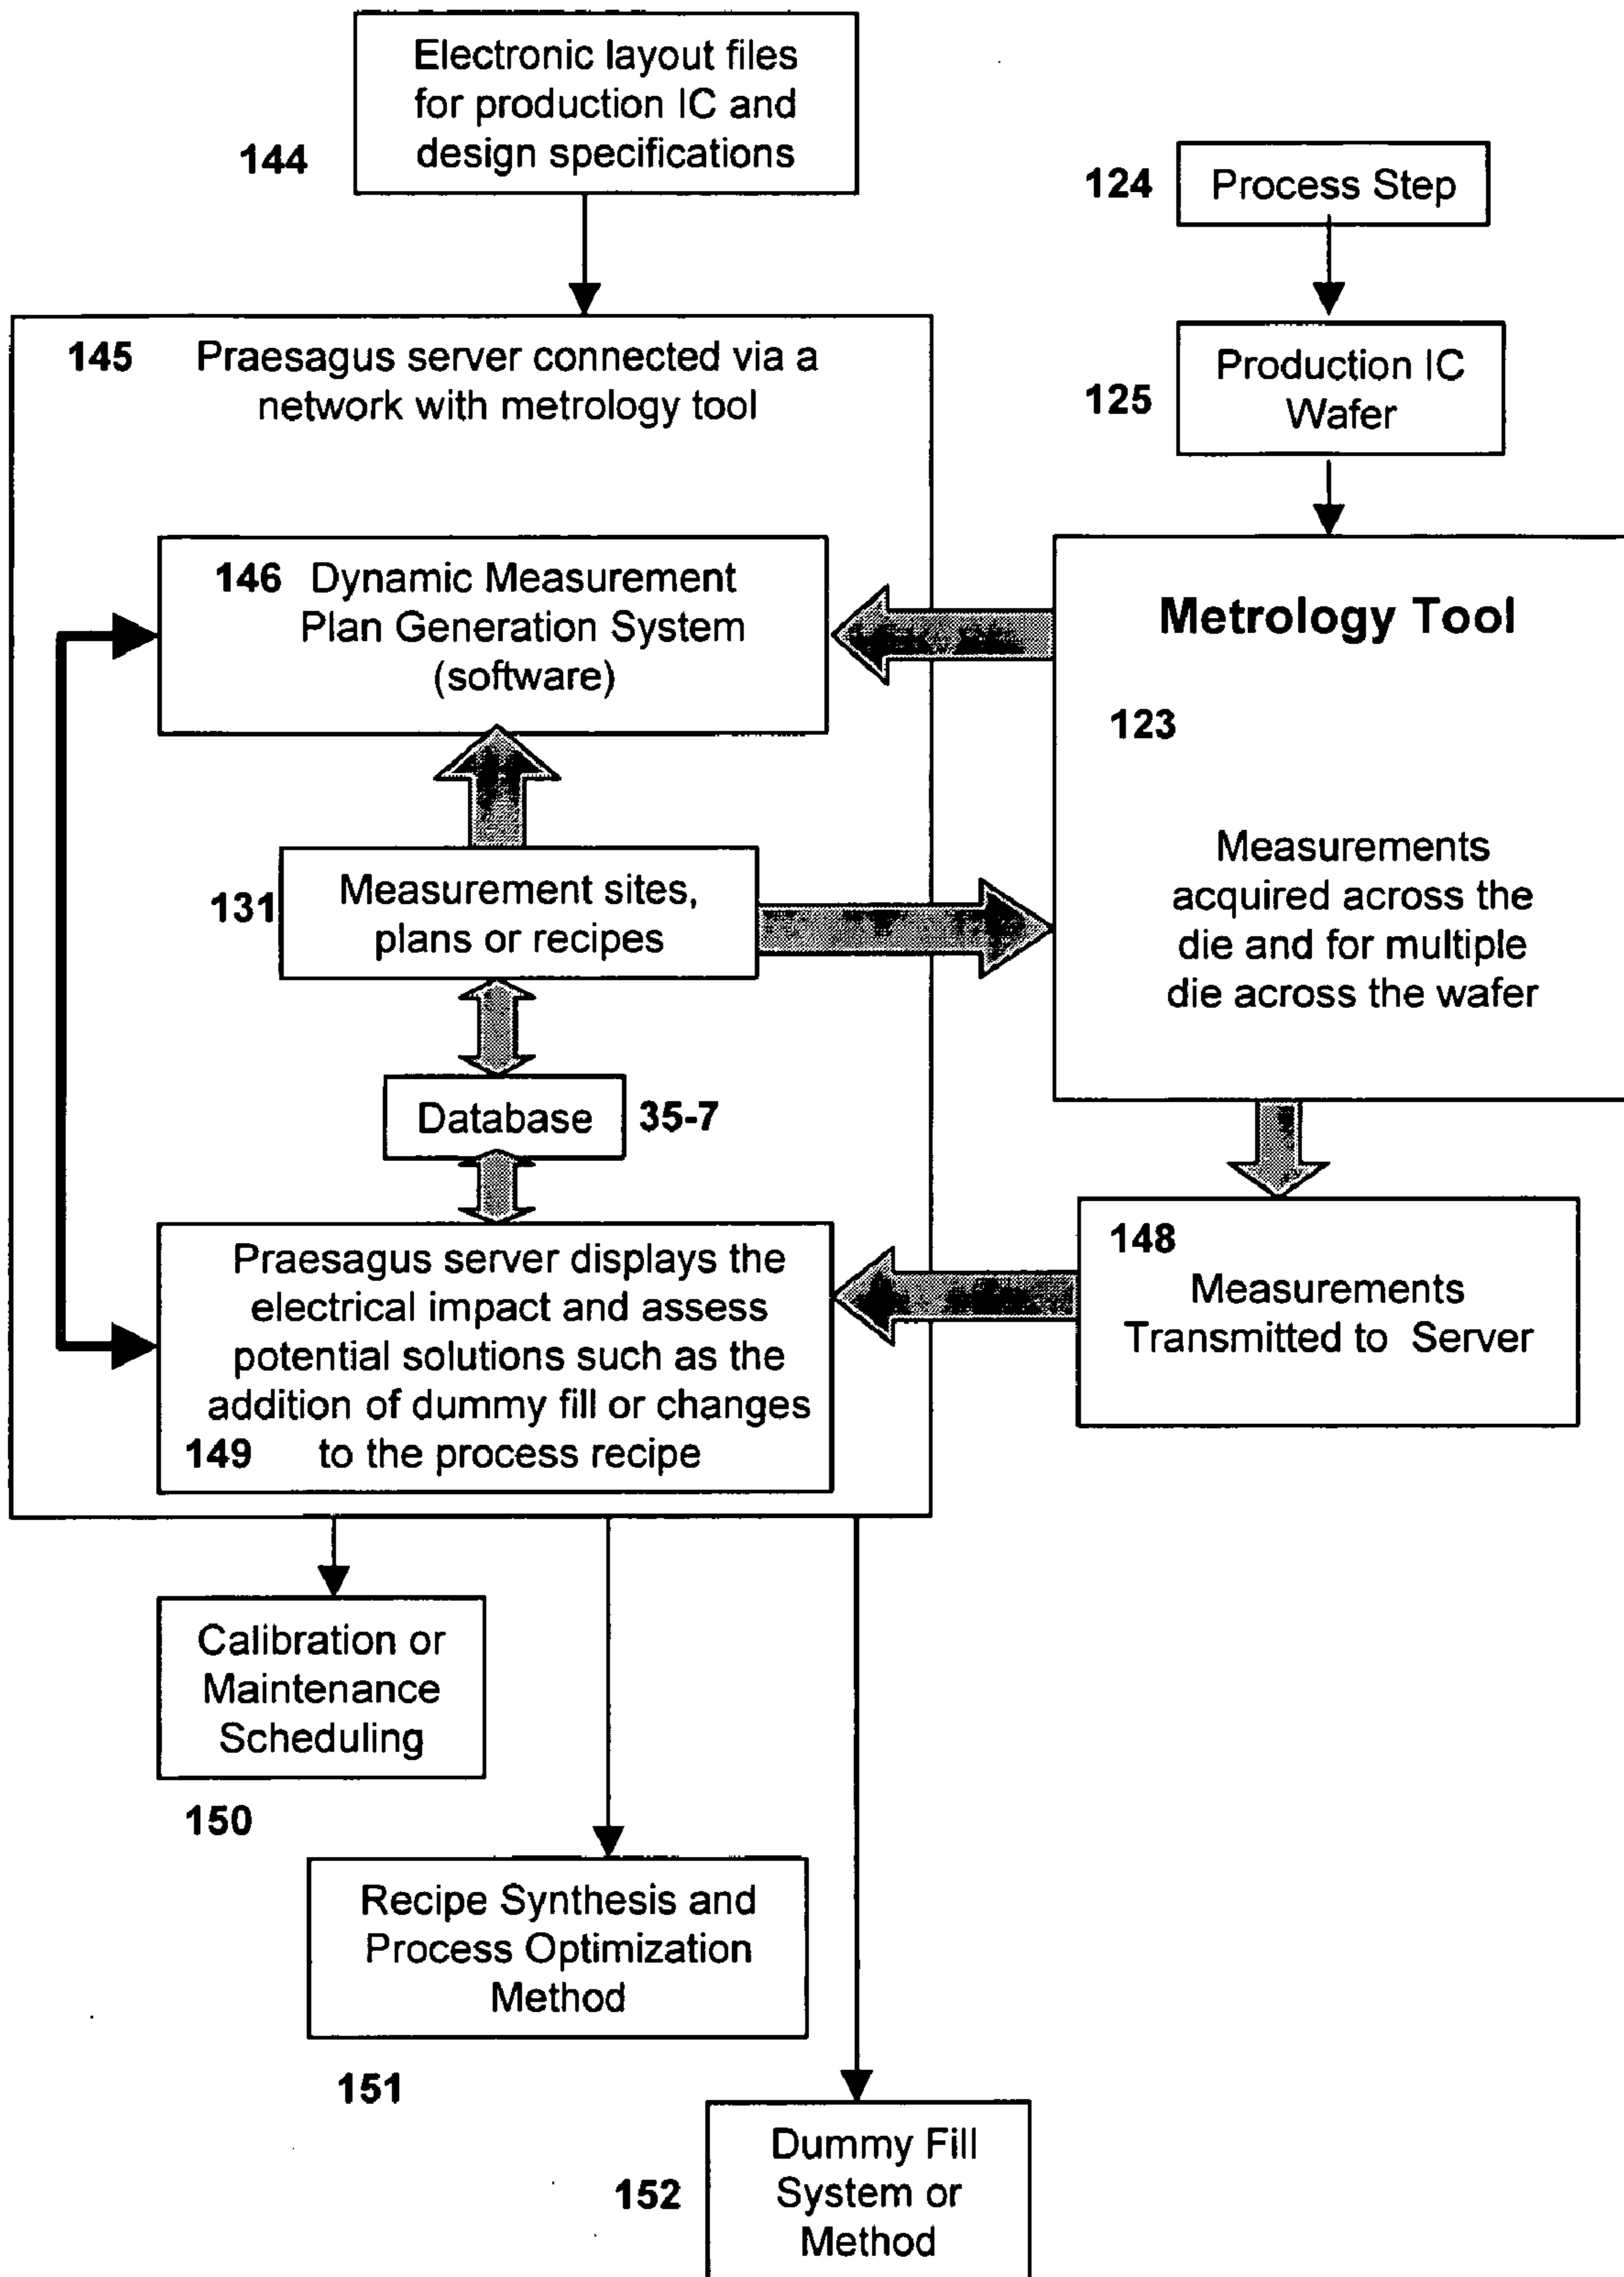 Electronic layout files
for production IC and
design specifications
144
124
Process Step
145 Praesagus server connected via a
network with metrology tool
125
Production IC
Wafer
146 Dynamic Measurement
Plan Generation System
(software)
Metrology Tool
123
Measurements
acquired across the
die and for multiple
die across the wafer
131
Measurement sites,
plans or recipes
Database
35-7
148
Measurements
Transmitted to Server
Praesagus server displays the
electrical impact and assess
potential solutions such as the
addition of dummy fill or changes
149 to the process recipe
Calibration or
Maintenance
Scheduling
150
Recipe Synthesis and
Process Optimization
Method
151
152
Dummy Fill
System or
Method